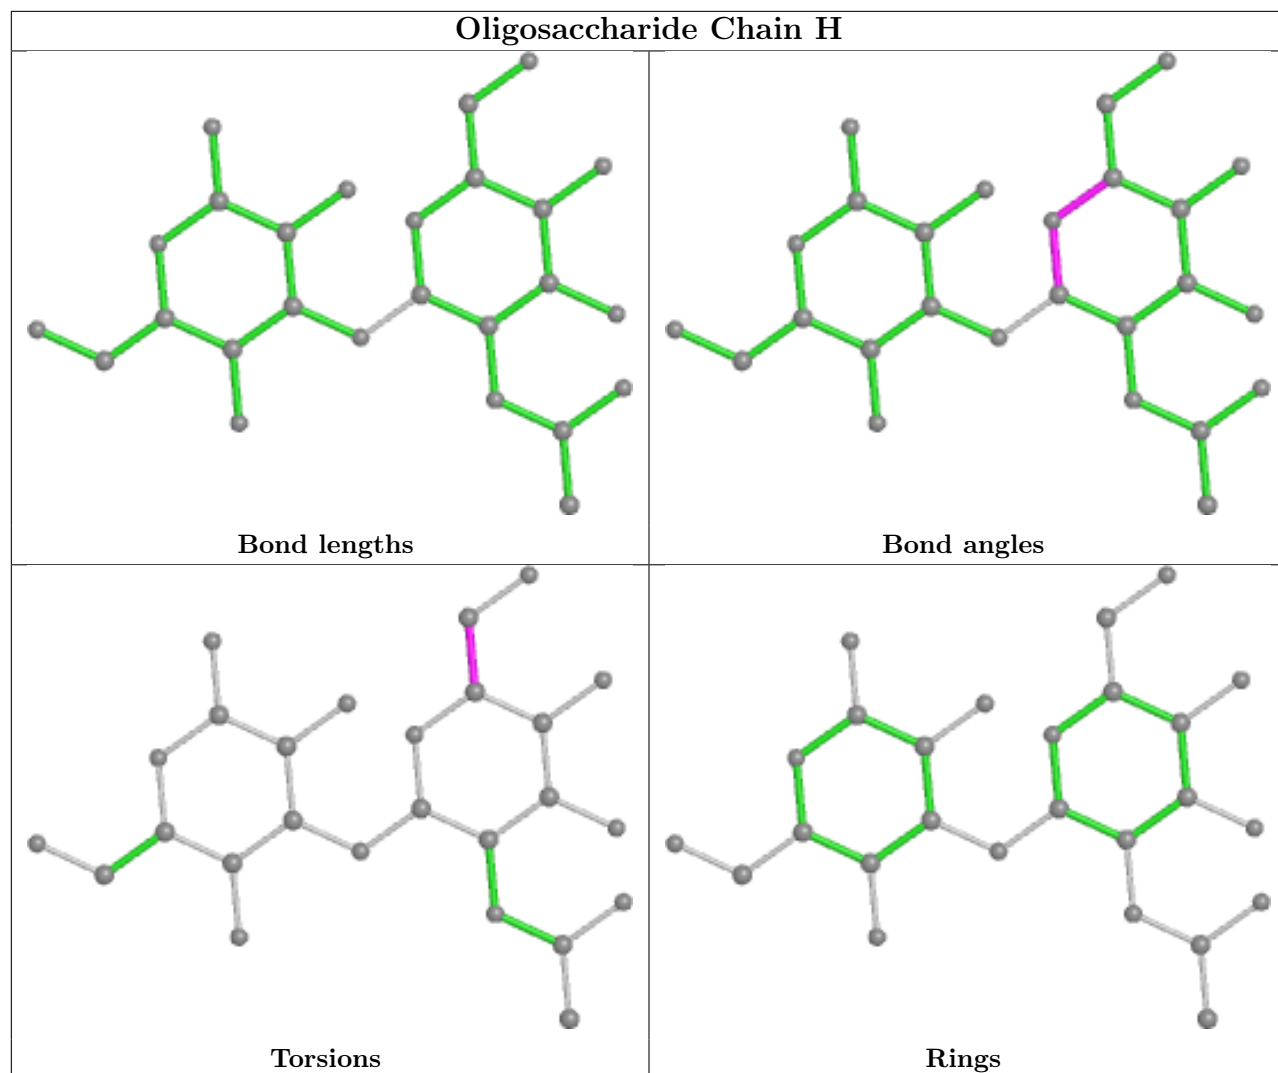 Oligosaccharide Chain H
Bond lengths
Bond angles
Torsions
Rings